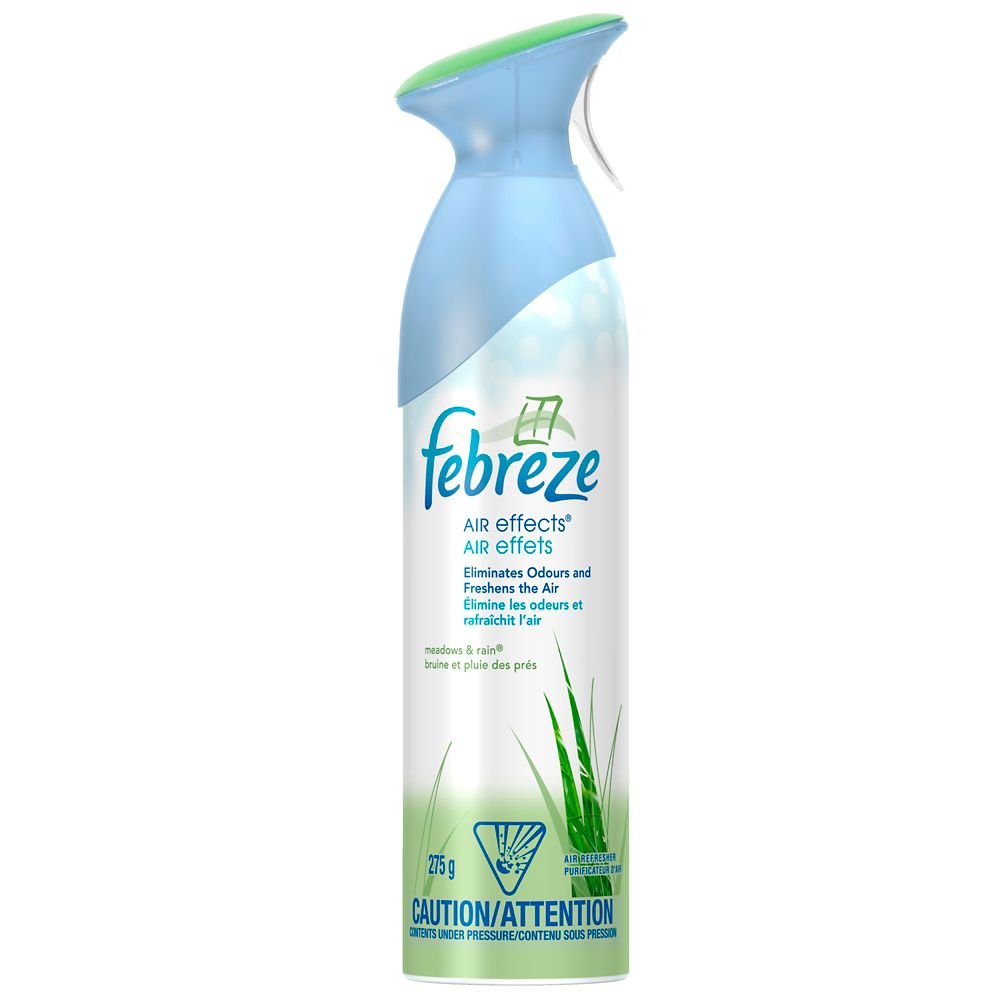 febreze
AIR effects®
AIR effets
Eliminates Odours and
Freshens the Air
Élimine les odeurs et
rafraîchit l'air
meadows & rain®
bruine et pluie des prés
275 g
AIR REFRESHER
PURIFICATEUR D'AIR
CAUTION/ATTENTION
CONTENTS UNDER PRESSURE/CONTENU SOUS PRESSION